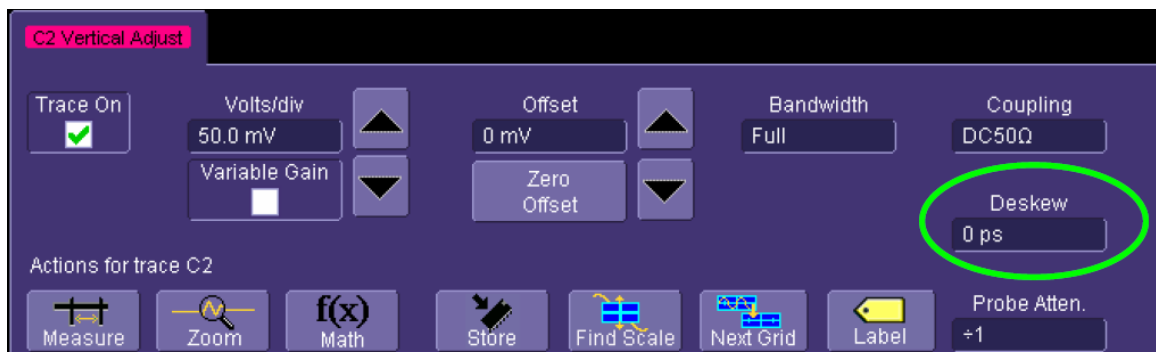 C2 Vertical Adjust
Trace On
Volts/div
50.0 mV
Variable Gain
Offset
0 mV
Zero
Offset
Bandwidth
Full
Coupling
DC50Ω
Deskew
0 ps
Actions for trace C2
Measure
Zoom
f(x)
Math
Store
Find Scale
Next Grid
Label
Probe Atten.
÷1